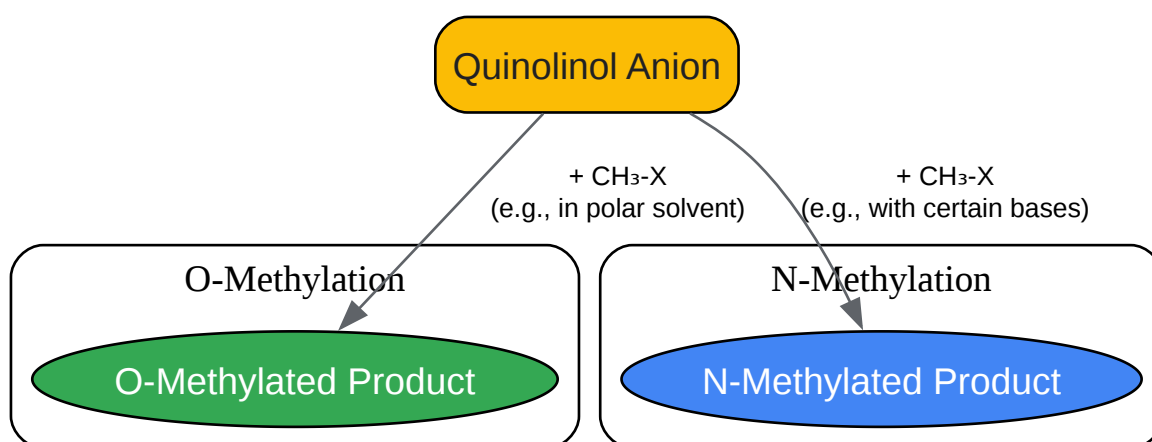 Quinolinol Anion
+ CH₃-X
(e.g., in polar solvent)
+ CH₃-X
(e.g., with certain bases)
O-Methylation
N-Methylation
O-Methylated Product
N-Methylated Product